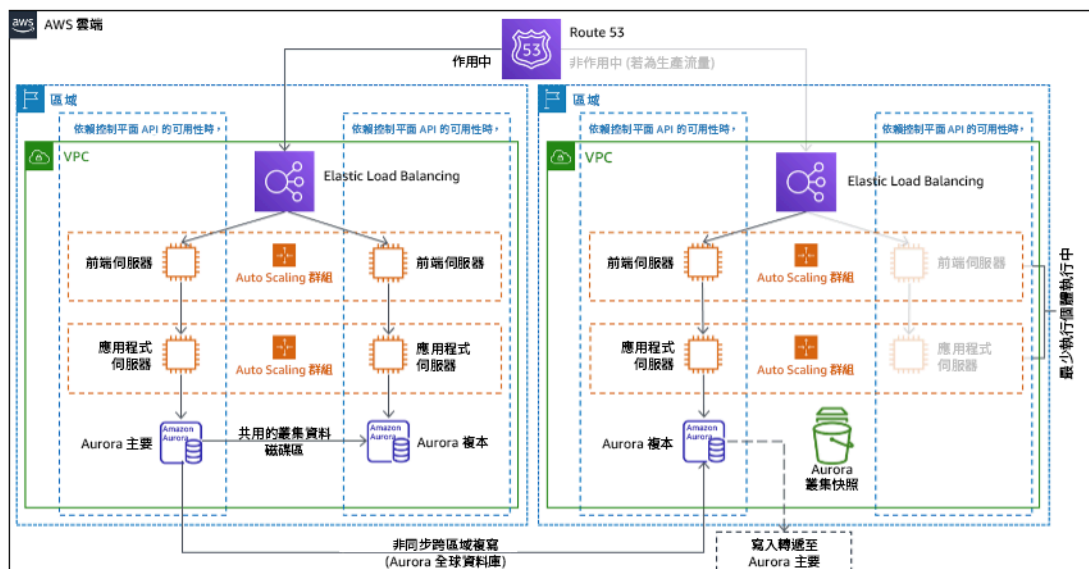 aws
AWS 雲端
Route 53
53
作用中
非作用中 (若為生產流量)
區域
依賴控制平面 API 的可用性時，
依賴控制平面 API 的可用性時，
VPC
Elastic Load Balancing
前端伺服器
Auto Scaling 群組
前端伺服器
應用程式
伺服器
Auto Scaling 群組
應用程式
伺服器
Aurora 主要
Amazon
Aurora
共用的叢集資料
磁碟區
Amazon
Aurora
Aurora 複本
區域
依賴控制平面 API 的可用性時，
依賴控制平面 API 的可用性時，
VPC
Elastic Load Balancing
前端伺服器
Auto Scaling 群組
前端伺服器
應用程式
伺服器
Auto Scaling 群組
應用程式
伺服器
最少執行個體執行中
Aurora 複本
Amazon
Aurora
Aurora
叢集快照
非同步跨區域複寫
(Aurora 全球資料庫)
寫入轉遞至
Aurora 主要